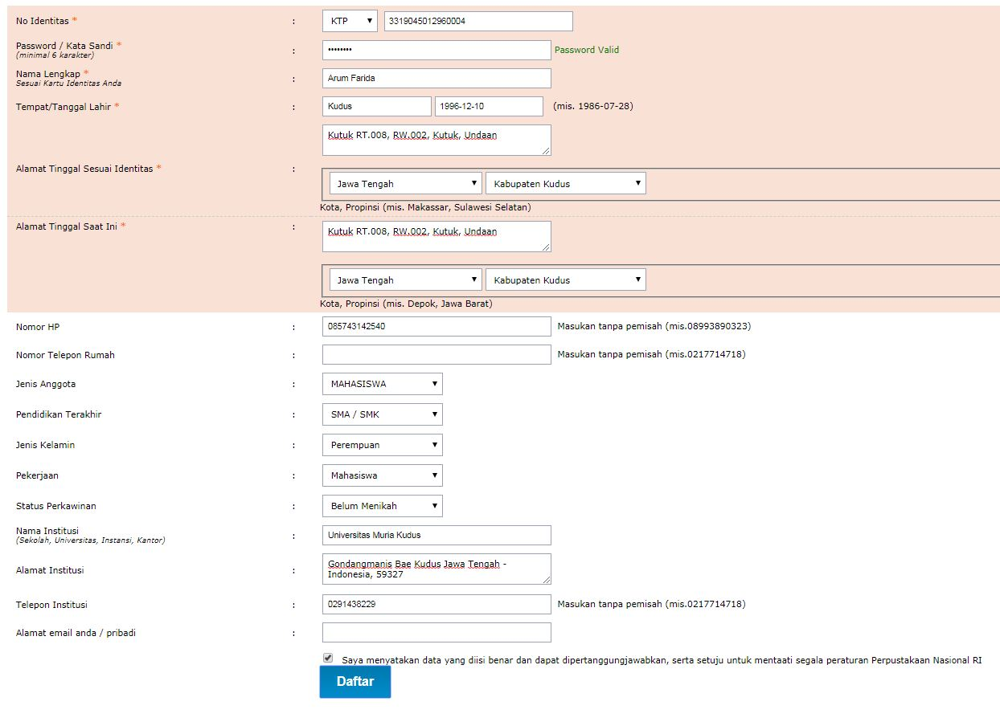 No Identitas * : KTP 3319045012960004
Password / Kata Sandi * : •••••••• Password Valid
(minimal 6 karakter)
Nama Lengkap * : Arum Farida
Sesuai Kartu Identitas Anda
Tempat/Tanggal Lahir * : Kudus 1996-12-10 (mis. 1986-07-28)
Kutuk RT.008, RW.002, Kutuk, Undaan
Alamat Tinggal Sesuai Identitas * :
Jawa Tengah Kabupaten Kudus
Kota, Propinsi (mis. Makassar, Sulawesi Selatan)
Alamat Tinggal Saat Ini * : Kutuk RT.008, RW.002, Kutuk, Undaan
Jawa Tengah Kabupaten Kudus
Kota, Propinsi (mis. Depok, Jawa Barat)
Nomor HP : 085743142540 Masukan tanpa pemisah (mis.08993890323)
Nomor Telepon Rumah : Masukan tanpa pemisah (mis.0217714718)
Jenis Anggota : MAHASISWA
Pendidikan Terakhir : SMA / SMK
Jenis Kelamin : Perempuan
Pekerjaan : Mahasiswa
Status Perkawinan : Belum Menikah
Nama Institusi : Universitas Muria Kudus
(Sekolah, Universitas, Instansi, Kantor)
Alamat Institusi : Gondangmanis Bae Kudus Jawa Tengah -
Indonesia, 59327
Telepon Institusi : 0291438229 Masukan tanpa pemisah (mis.0217714718)
Alamat email anda / pribadi :
Saya menyatakan data yang diisi benar dan dapat dipertanggungjawabkan, serta setuju untuk mentaati segala peraturan Perpustakaan Nasional RI
Daftar